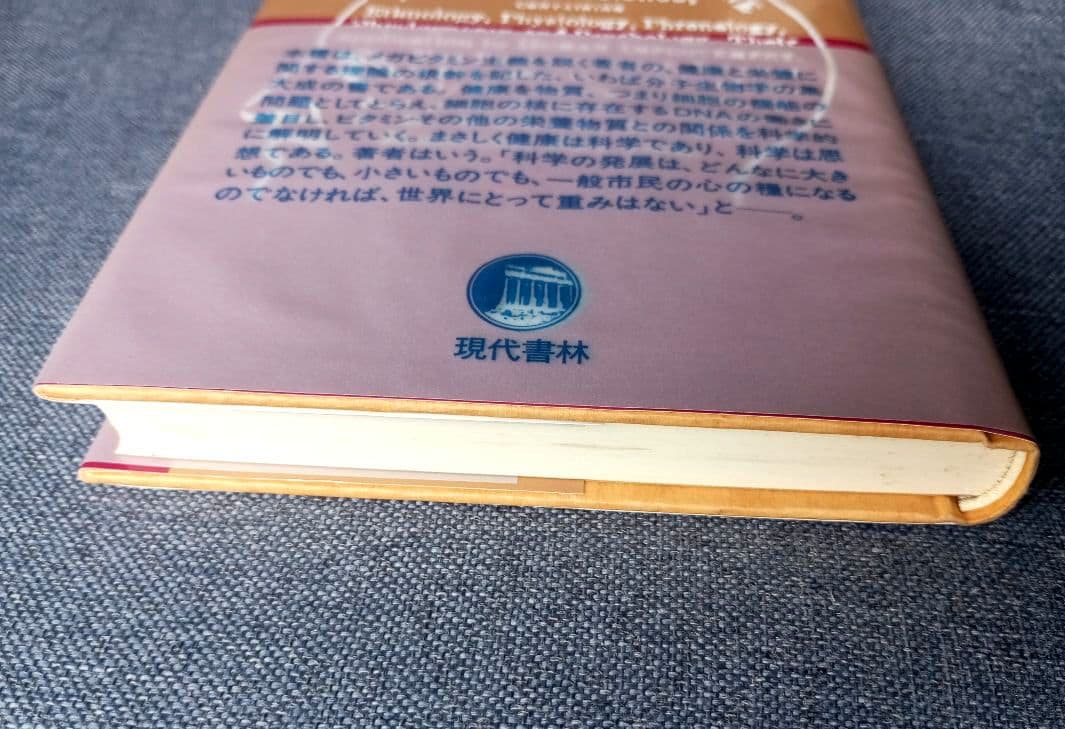 Ethnology, Physiology, Phrenology,
本書は、メガビタミン主義を説く著者の、健康と栄養に
関する理論の根幹を記した、いわば分子生物学の集
大成の書である。健康を物質、つまり細胞の機能の
問題としてとらえ、細胞の核に存在するDNAの働きに
着目し、ビタミンその他の栄養物質との関係を科学的
に解明していく。まさしく健康は科学であり、科学は思
想である。著者はいう。「科学の発展は、どんなに大き
いものでも、小さいものでも、一般市民の心の糧になる
のでなければ、世界にとって重みはない」と――。
現代書林